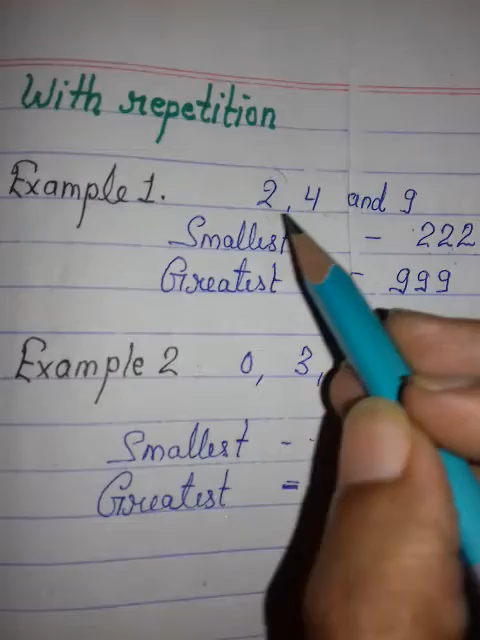 With repetition
Example 1. 2, 4 and 9
Smallest - 222
Greatest - 999
Example 2 0, 3,
Smallest -
Greatest =